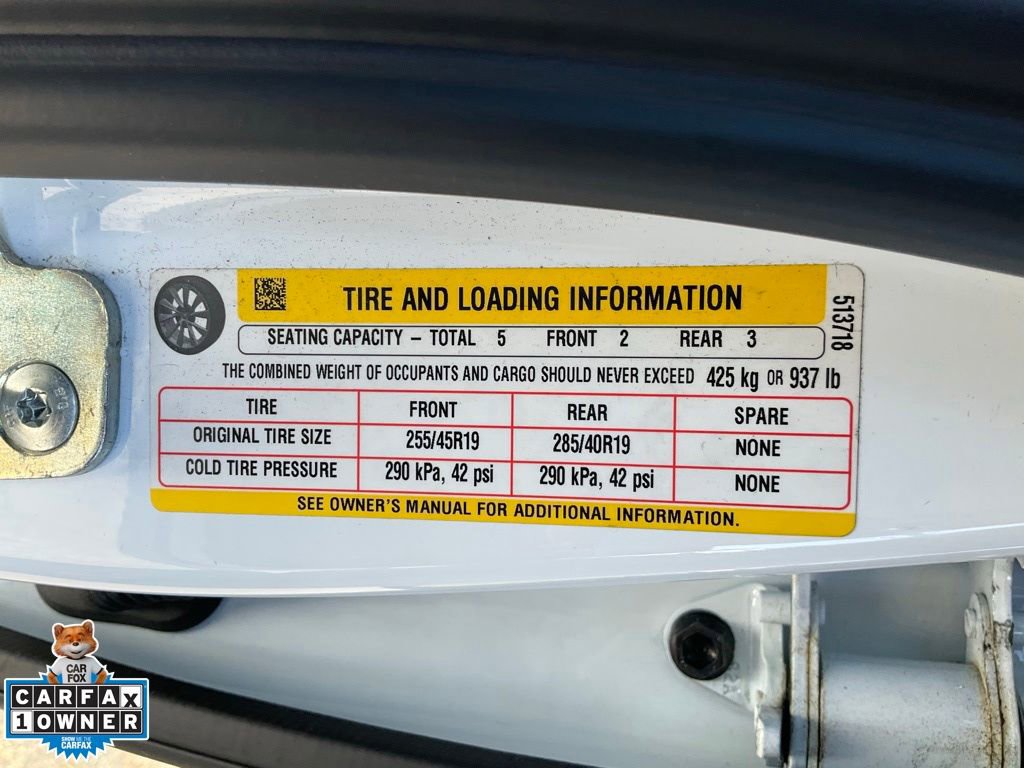 TIRE AND LOADING INFORMATION
513718
SEATING CAPACITY – TOTAL 5 FRONT 2 REAR 3
THE COMBINED WEIGHT OF OCCUPANTS AND CARGO SHOULD NEVER EXCEED 425 kg OR 937 lb
TIRE FRONT REAR SPARE
ORIGINAL TIRE SIZE 255/45R19 285/40R19 NONE
COLD TIRE PRESSURE 290 kPa, 42 psi 290 kPa, 42 psi NONE
SEE OWNER'S MANUAL FOR ADDITIONAL INFORMATION.
CAR
FOX
CARFAX
1 OWNER
SHOW ME THE
CARFAX